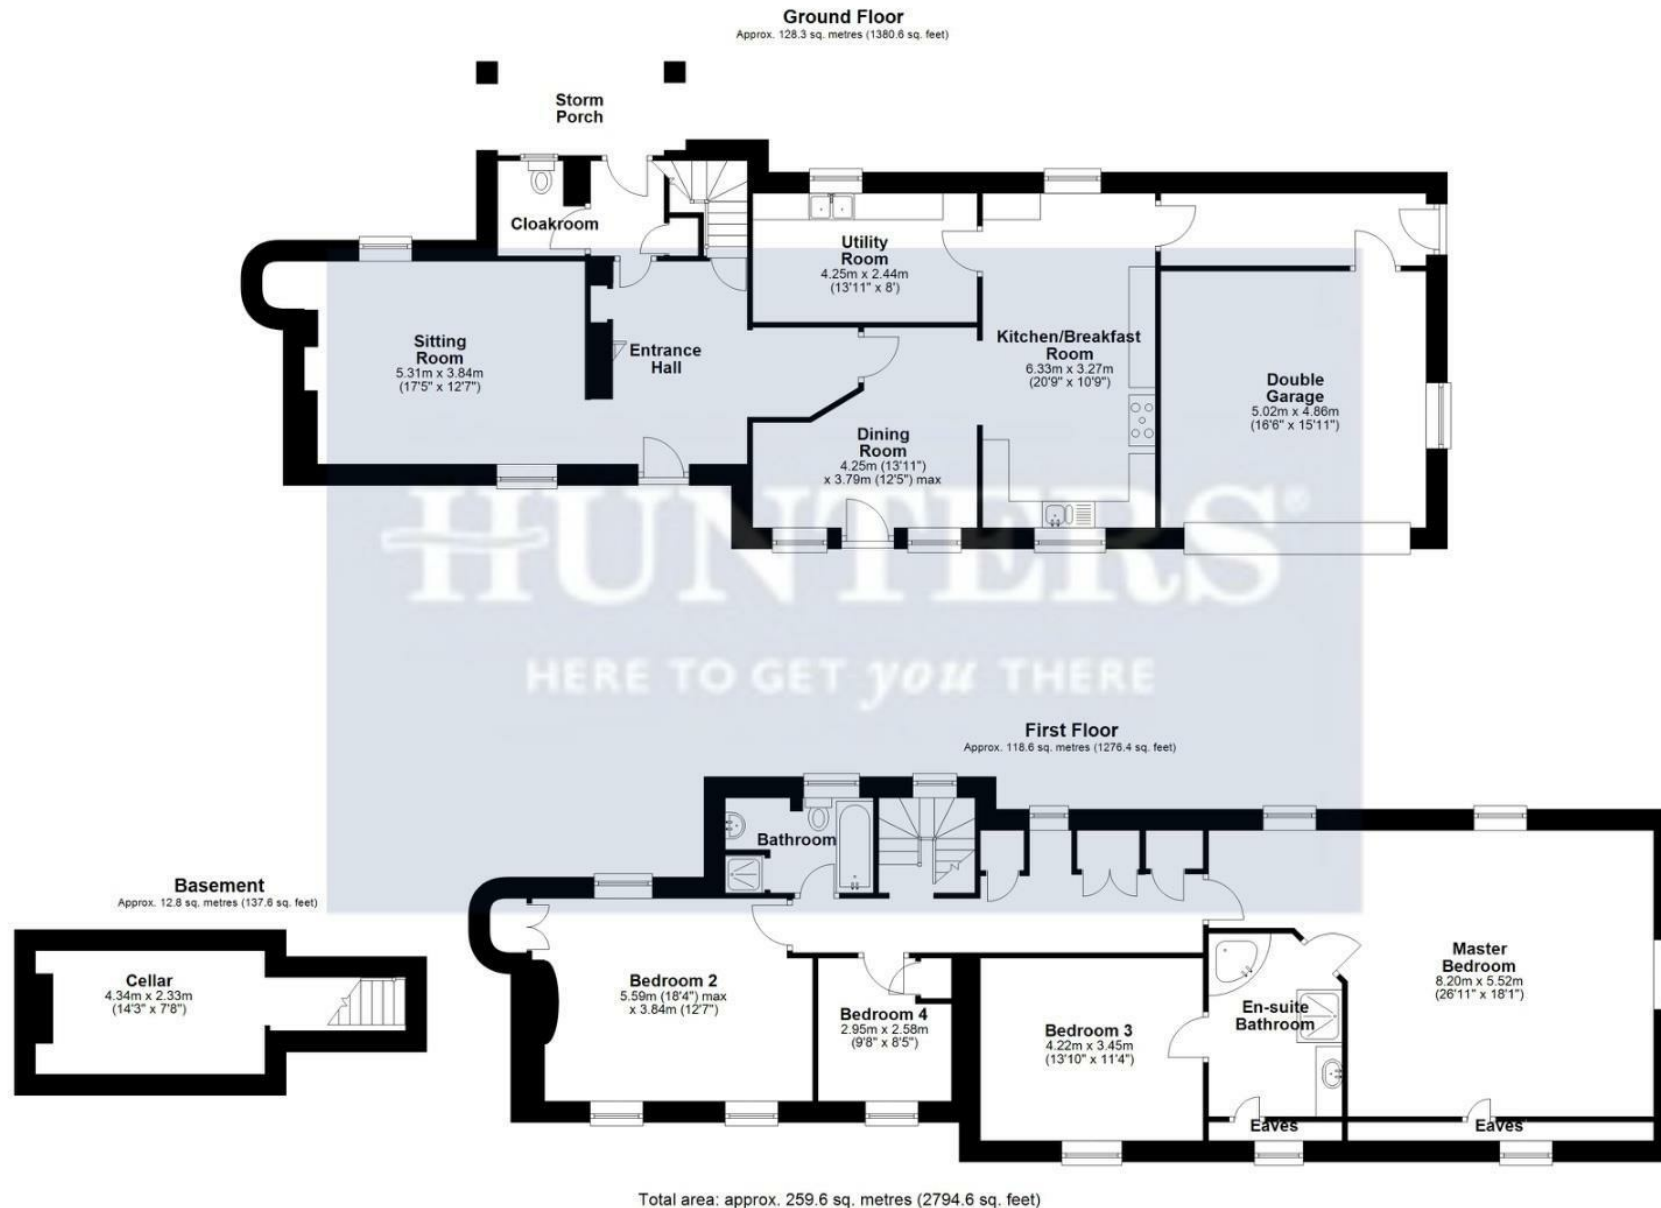 Ground Floor
Approx. 128.3 sq. metres (1380.6 sq. feet)
Storm
Porch
Cloakroom
Utility
Room
4.25m x 2.44m
(13'11" x 8')
Sitting
Room
5.31m x 3.84m
(17'5" x 12'7")
Entrance
Hall
Kitchen/Breakfast
Room
6.33m x 3.27m
(20'9" x 10'9")
Double
Garage
5.02m x 4.86m
(16'6" x 15'11")
Dining
Room
4.25m (13'11")
x 3.79m (12'5") max
HUNTERS®
HERE TO GET you THERE
First Floor
Approx. 118.6 sq. metres (1276.4 sq. feet)
Bathroom
Basement
Approx. 12.8 sq. metres (137.6 sq. feet)
Cellar
4.34m x 2.33m
(14'3" x 7'8")
Bedroom 2
5.59m (18'4") max
x 3.84m (12'7")
Bedroom 4
2.95m x 2.58m
(9'8" x 8'5")
Bedroom 3
4.22m x 3.45m
(13'10" x 11'4")
En-suite
Bathroom
Master
Bedroom
8.20m x 5.52m
(26'11" x 18'1")
Eaves
Eaves
Total area: approx. 259.6 sq. metres (2794.6 sq. feet)